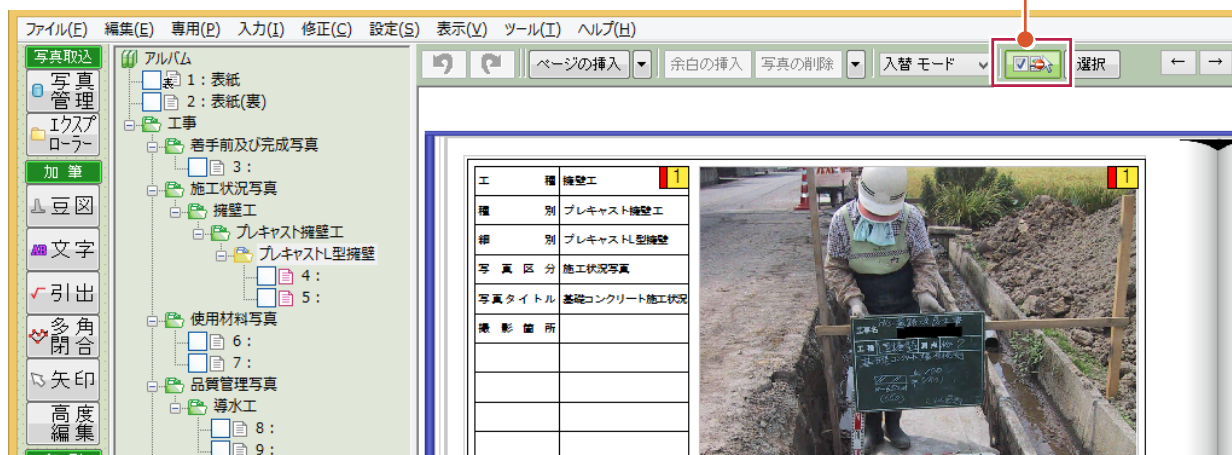 ファイル(F) 編集(E) 専用(P) 入力(I) 修正(C) 設定(S) 表示(V) ツール(T) ヘルプ(H)
写真取込
写真管理
エクスプローラー
加筆
豆図
AB文字
引出
多角閉合
矢印
高度編集
アルバム
表 1：表紙
2：表紙(裏)
工事
着手前及び完成写真
3：
施工状況写真
擁壁工
プレキャスト擁壁工
プレキャストL型擁壁
4：
5：
使用材料写真
6：
7：
品質管理写真
導水工
8：
9：
ページの挿入 余白の挿入 写真の削除 入替 モード 選択 ← →
工種 擁壁工 1
種別 プレキャスト擁壁工
細別 プレキャストL型擁壁
写真区分 施工状況写真
写真タイトル 基礎コンクリート施工状況
撮影箇所
1
工事名
工種
測点